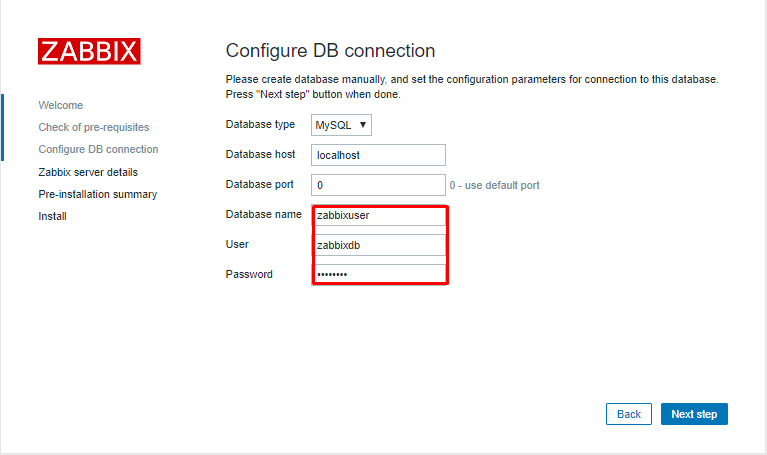 ZABBIX
Welcome
Check of pre-requisites
Configure DB connection
Zabbix server details
Pre-installation summary
Install
Configure DB connection
Please create database manually, and set the configuration parameters for connection to this database.
Press "Next step" button when done.
Database type MySQL ▼
Database host localhost
Database port 0 0 - use default port
Database name zabbixuser
User zabbixdb
Password ••••••••
Back Next step